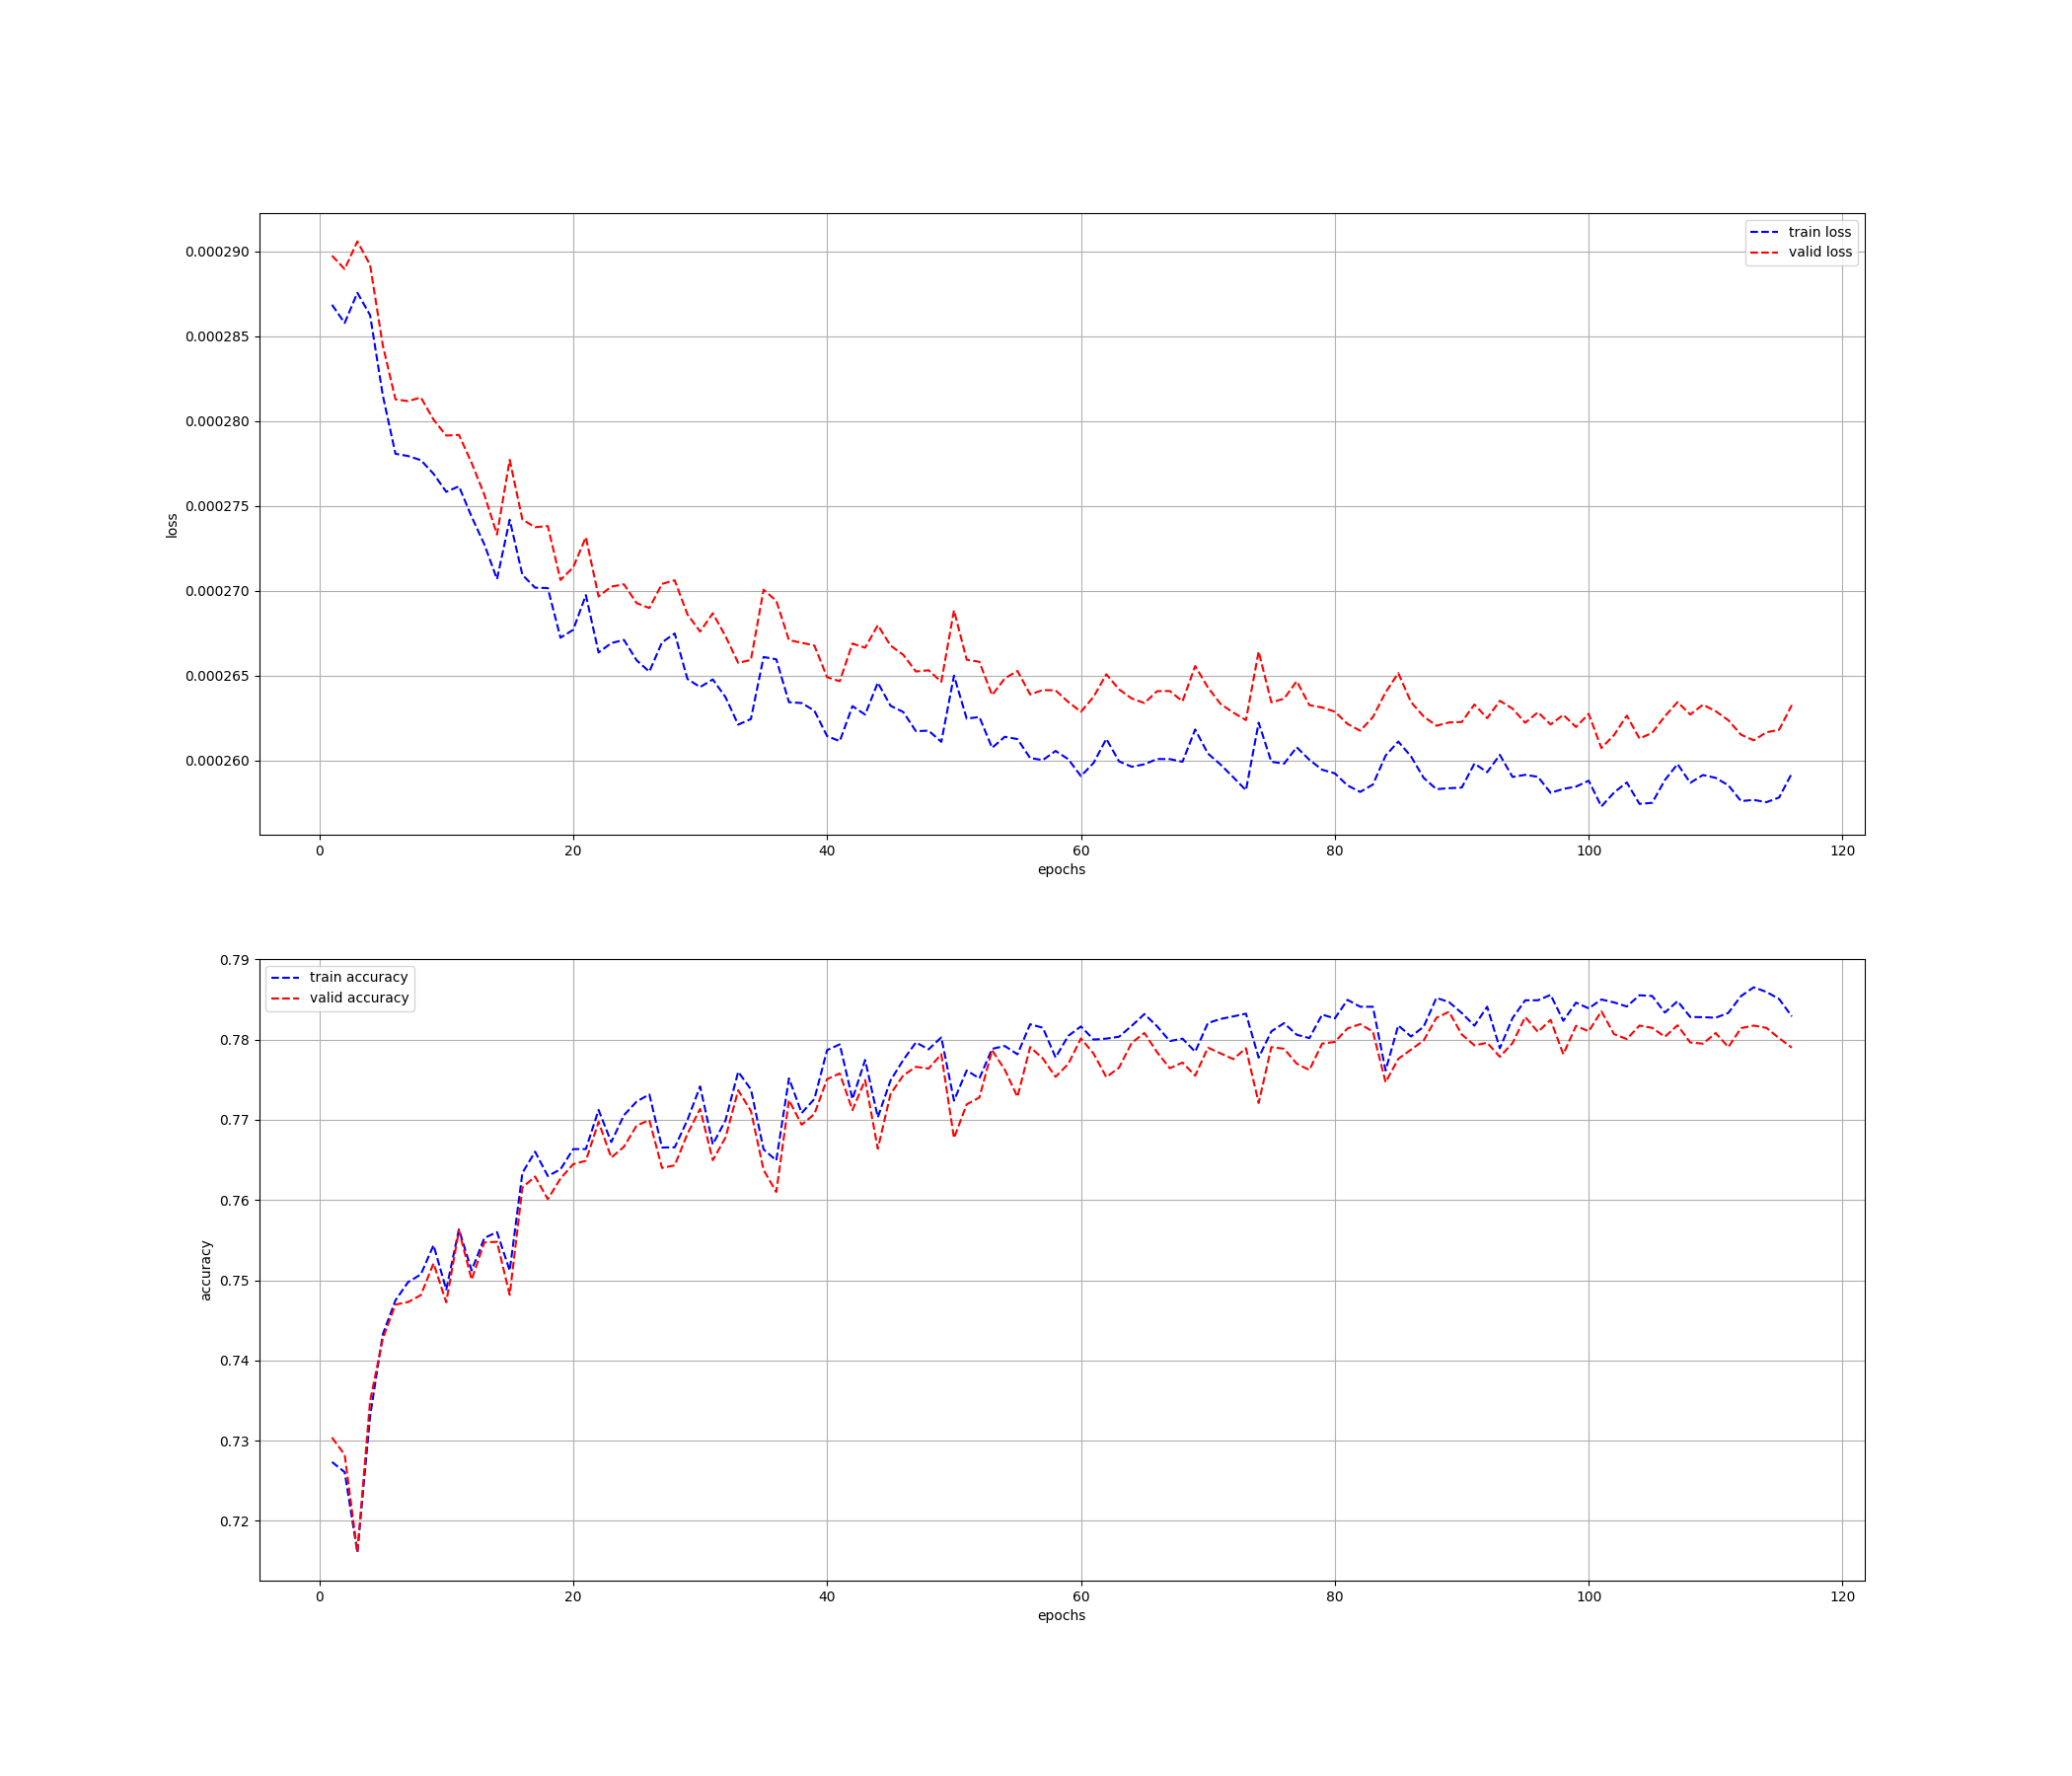 train loss
valid loss
0.000290
0.000285
0.000280
0.000275
0.000270
0.000265
0.000260
loss
0 20 40 60 80 100 120
epochs
train accuracy
valid accuracy
0.79
0.78
0.77
0.76
0.75
0.74
0.73
0.72
accuracy
0 20 40 60 80 100 120
epochs